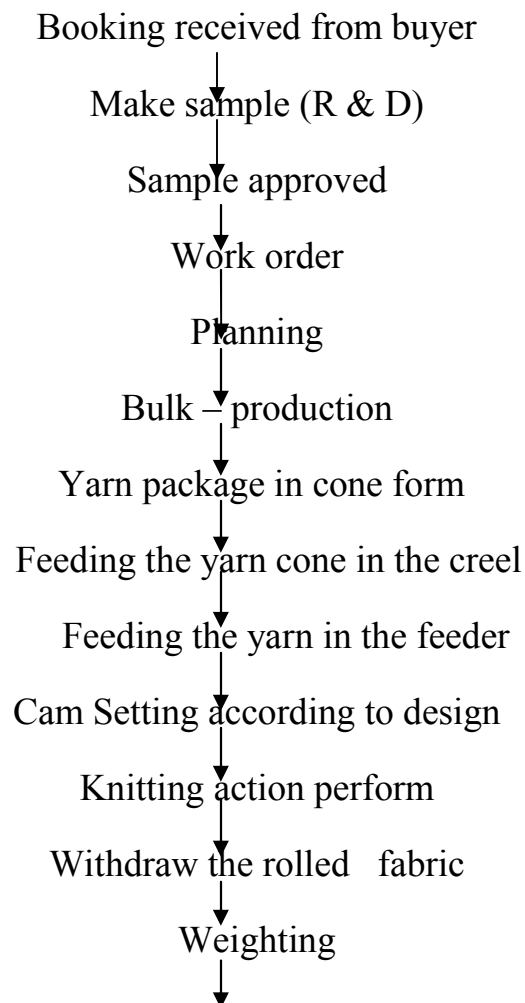 Booking received from buyer
Make sample (R & D)
Sample approved
Work order
Planning
Bulk – production
Yarn package in cone form
Feeding the yarn cone in the creel
Feeding the yarn in the feeder
Cam Setting according to design
Knitting action perform
Withdraw the rolled fabric
Weighting